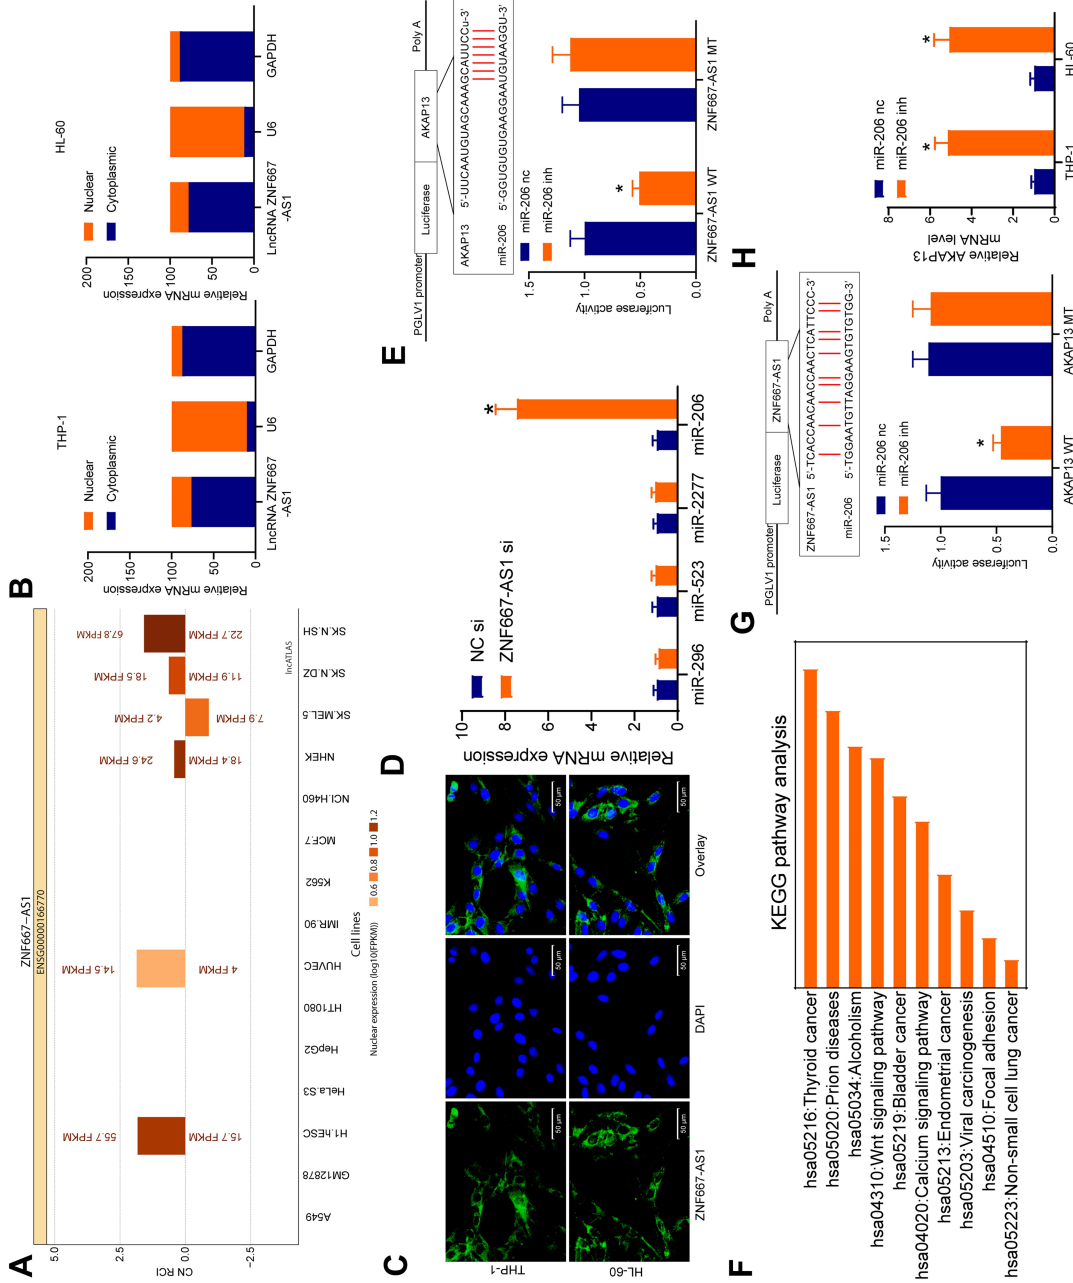 A
ZNF667−AS1
ENSG00000166770
CN RCI
5.0
2.5
0.0
−2.5
55.7 FPKM
15.7 FPKM
14.5 FPKM
4 FPKM
24.6 FPKM
18.4 FPKM
4.2 FPKM
7.9 FPKM
18.5 FPKM
11.9 FPKM
67.8 FPKM
22.7 FPKM
A549
GM12878
H1.hESC
HeLa.S3
HepG2
HT1080
HUVEC
IMR.90
K562
MCF.7
NCI.H460
NHEK
SK.MEL.5
SK.N.DZ
SK.N.SH
Cell lines
lncATLAS
Nuclear expression (log10(FPKM))
0.6
0.8
1.0
1.2
B
THP-1
Nuclear
Cytoplasmic
Relative mRNA expression
200
150
100
50
0
LncRNA ZNF667
-AS1
U6
GAPDH
HL-60
Nuclear
Cytoplasmic
Relative mRNA expression
200
150
100
50
0
LncRNA ZNF667
-AS1
U6
GAPDH
C
THP-1
HL-60
50 μm
50 μm
ZNF667-AS1
DAPI
Overlay
D
NC si
ZNF667-AS1 si
Relative mRNA expression
10
8
6
4
2
0
*
miR-296
miR-523
miR-2277
miR-206
E
PGLV1 promoter
Luciferase
AKAP13
Poly A
AKAP13 5'-UUCAAUGUAGCAAAGCAUUCCu-3'
miR-206 5'-GGUGUGUGAAGGAAUGUAAGGU-3'
miR-206 nc
miR-206 inh
Luciferase activity
1.5
1.0
0.5
0.0
*
ZNF667-AS1 WT
ZNF667-AS1 MT
F
KEGG pathway analysis
hsa05216:Thyroid cancer
hsa05020:Prion diseases
hsa05034:Alcoholism
hsa04310:Wnt signaling pathway
hsa05219:Bladder cancer
hsa04020:Calcium signaling pathway
hsa05213:Endometrial cancer
hsa05203:Viral carcinogenesis
hsa04510:Focal adhesion
hsa05223:Non-small cell lung cancer
G
PGLV1 promoter
Luciferase
ZNF667-AS1
Poly A
ZNF667-AS1 5'-TCACCAACAACCAACTCATTCCC-3'
miR-206 5'-TGGAATGTTAGGAAGTGTGTGG-3'
miR-206 nc
miR-206 inh
Luciferase activity
1.5
1.0
0.5
0.0
*
AKAP13 WT
AKAP13 MT
H
miR-206 nc
miR-206 inh
Relative AKAP13
mRNA level
8
6
4
2
0
*
*
THP-1
HL-60